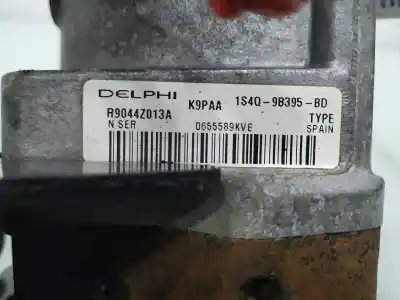 DELPHI K9PAA 1S4Q-9B395-BD
R9044Z013A TYPE
N SER D655589KVE SPAIN